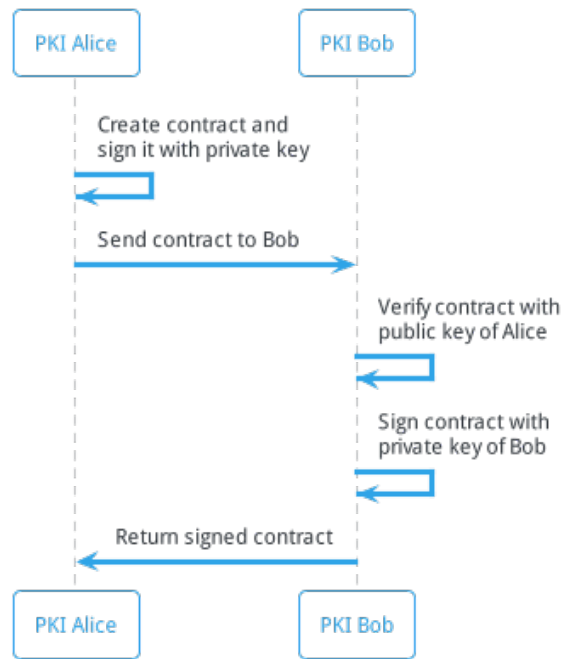 PKI Alice
PKI Bob
Create contract and
sign it with private key
Send contract to Bob
Verify contract with
public key of Alice
Sign contract with
private key of Bob
Return signed contract
PKI Alice
PKI Bob